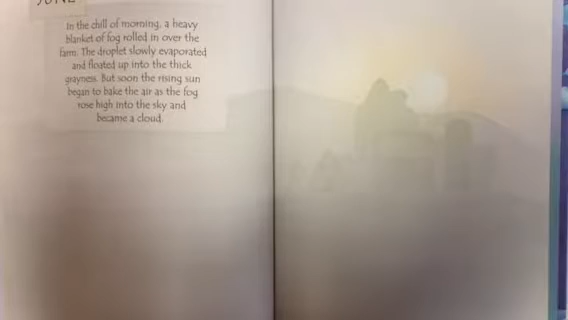 JUNE
In the chill of morning, a heavy
blanket of fog rolled in over the
farm. The droplet slowly evaporated
and floated up into the thick
grayness. But soon the rising sun
began to bake the air as the fog
rose high into the sky and
became a cloud.